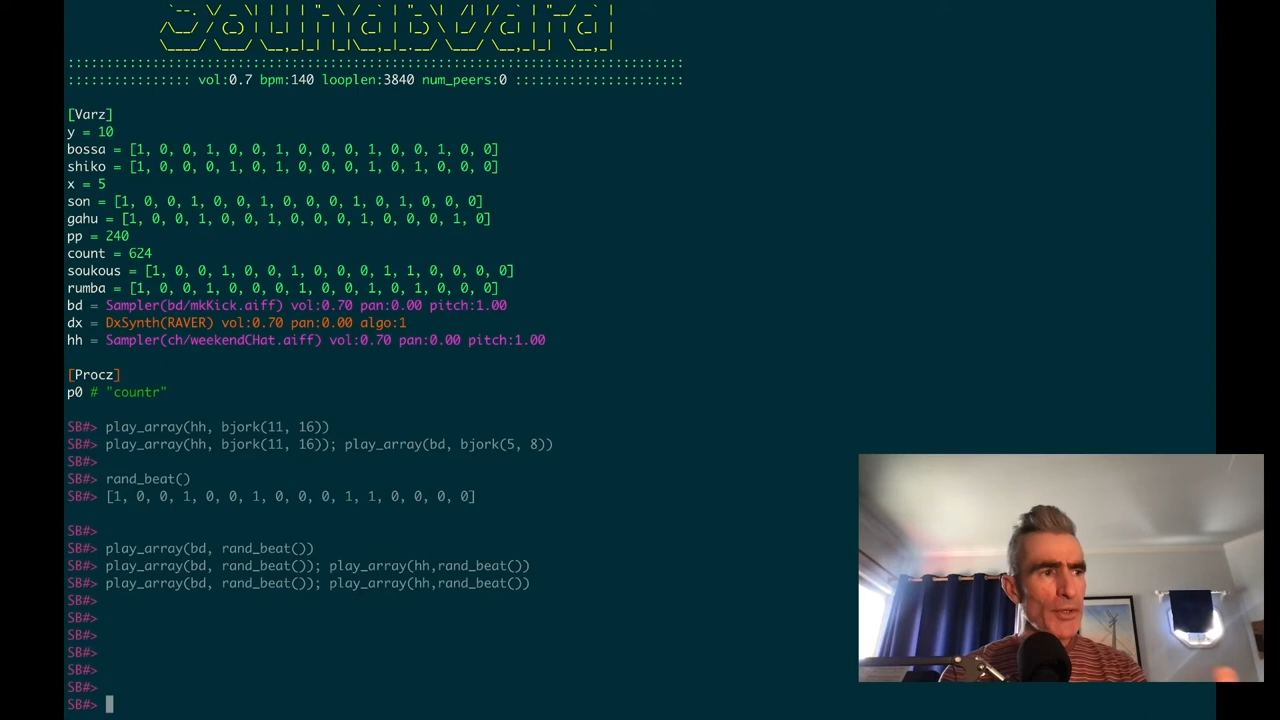 :::::::::::::::::::::::::::::::::::::::::::::::::::::::::::::::::::::::::::::::
:::::::::::::::: vol:0.7 bpm:140 looplen:3840 num_peers:0 ::::::::::::::::::::::
[Varz]
y = 10
bossa = [1, 0, 0, 1, 0, 0, 1, 0, 0, 0, 1, 0, 0, 1, 0, 0]
shiko = [1, 0, 0, 0, 1, 0, 1, 0, 0, 0, 1, 0, 1, 0, 0, 0]
x = 5
son = [1, 0, 0, 1, 0, 0, 1, 0, 0, 0, 1, 0, 1, 0, 0, 0]
gahu = [1, 0, 0, 1, 0, 0, 1, 0, 0, 0, 1, 0, 0, 0, 1, 0]
pp = 240
count = 624
soukous = [1, 0, 0, 1, 0, 0, 1, 0, 0, 0, 1, 1, 0, 0, 0, 0]
rumba = [1, 0, 0, 1, 0, 0, 0, 1, 0, 0, 1, 0, 1, 0, 0, 0]
bd = Sampler(bd/mkKick.aiff) vol:0.70 pan:0.00 pitch:1.00
dx = DxSynth(RAVER) vol:0.70 pan:0.00 algo:1
hh = Sampler(ch/weekendCHat.aiff) vol:0.70 pan:0.00 pitch:1.00
[Procz]
p0 # "countr"
SB#> play_array(hh, bjork(11, 16))
SB#> play_array(hh, bjork(11, 16)); play_array(bd, bjork(5, 8))
SB#>
SB#> rand_beat()
SB#> [1, 0, 0, 1, 0, 0, 1, 0, 0, 0, 1, 1, 0, 0, 0, 0]
SB#>
SB#> play_array(bd, rand_beat())
SB#> play_array(bd, rand_beat()); play_array(hh,rand_beat())
SB#> play_array(bd, rand_beat()); play_array(hh,rand_beat())
SB#>
SB#>
SB#>
SB#>
SB#>
SB#>
SB#>